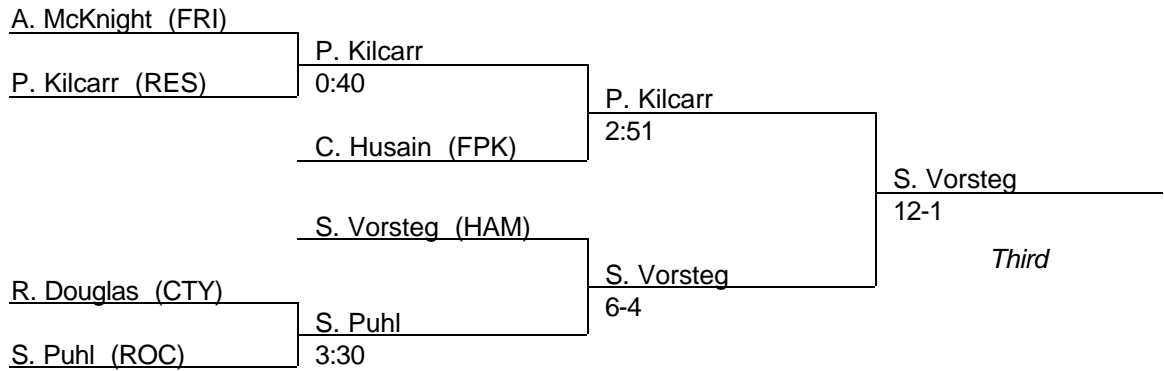 A. McKnight (FRI)
P. Kilcarr
P. Kilcarr (RES)
0:40
P. Kilcarr
2:51
C. Husain (FPK)
S. Vorsteg
12-1
S. Vorsteg (HAM)
Third
S. Vorsteg
R. Douglas (CTY)
6-4
S. Puhl
S. Puhl (ROC)
3:30